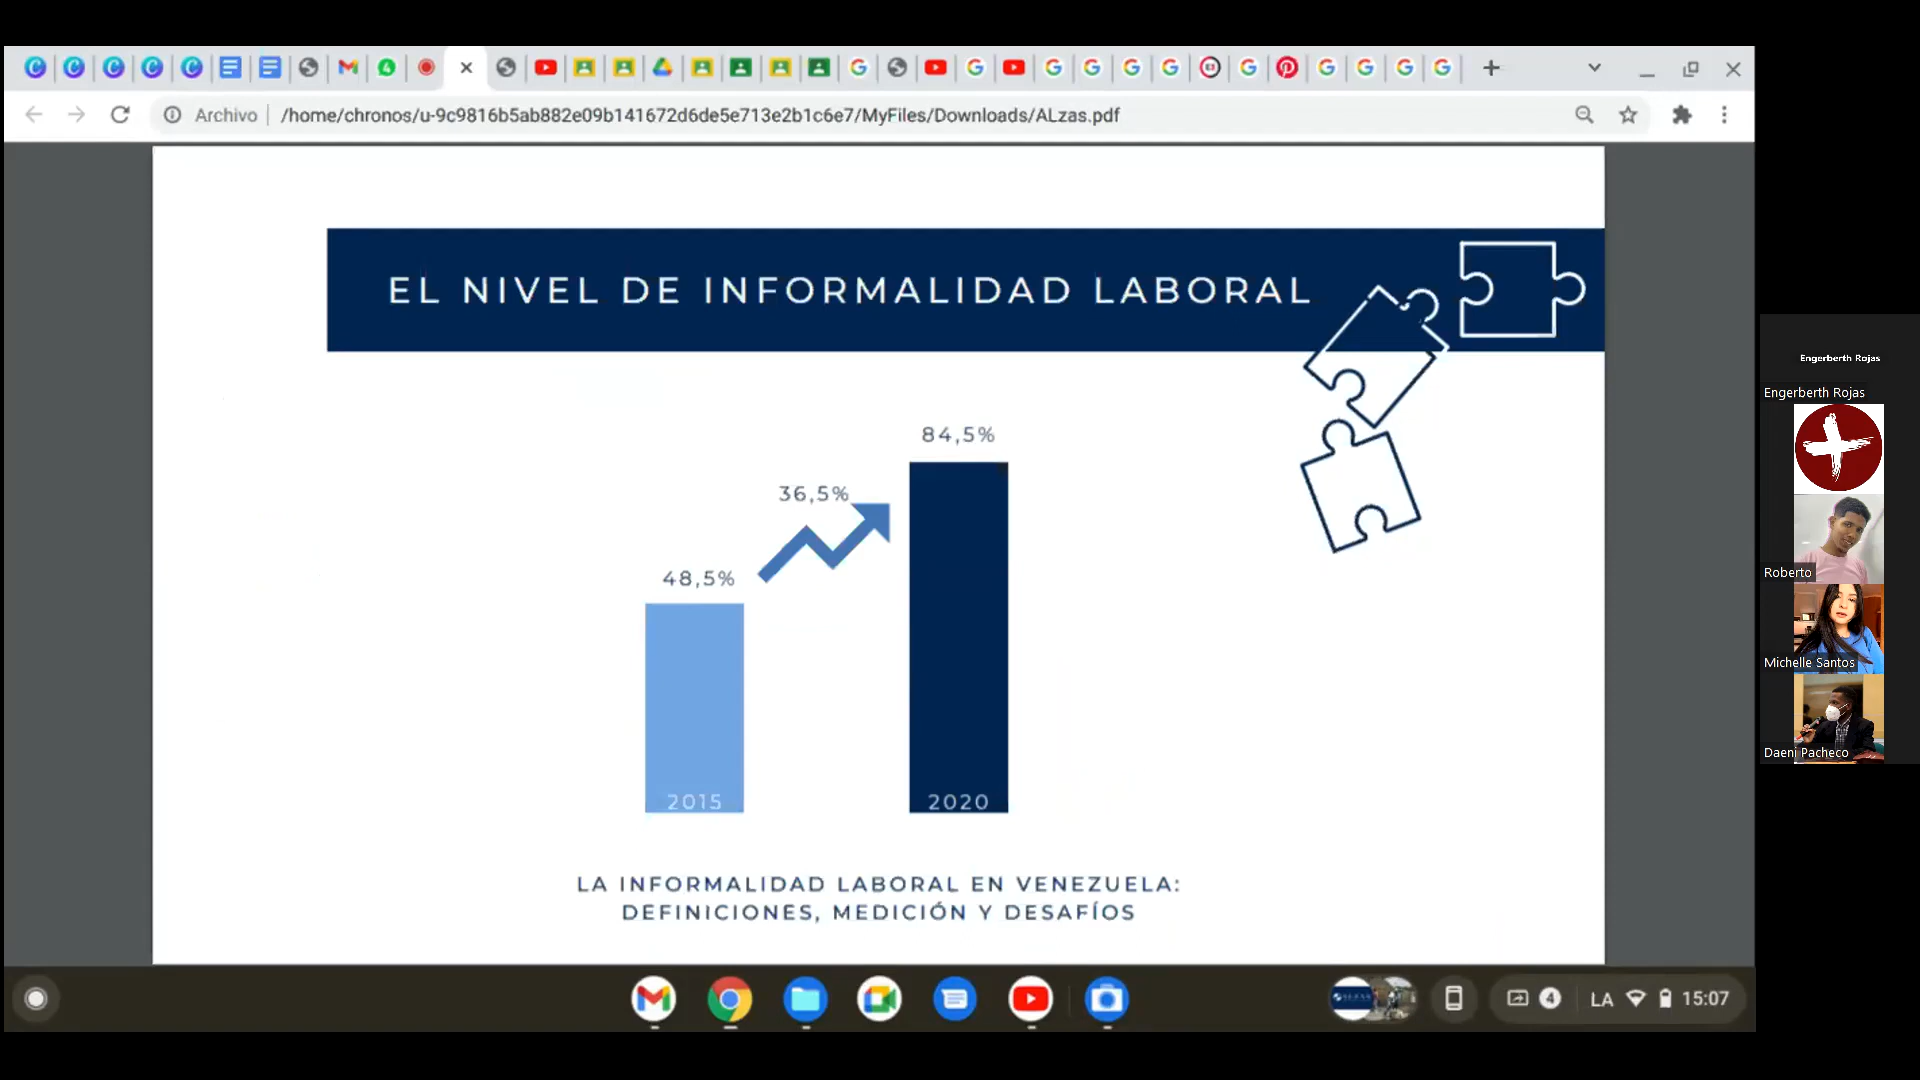 Archivo
/home/chronos/u-9c9816b5ab882e09b141672d6de5e713e2b1c6e7/MyFiles/Downloads/ALzas.pdf
EL NIVEL DE INFORMALIDAD LABORAL
84,5%
36,5%
48,5%
2015
2020
LA INFORMALIDAD LABORAL EN VENEZUELA:
DEFINICIONES, MEDICIÓN Y DESAFÍOS
Engerberth Rojas
Engerberth Rojas
Roberto
Michelle Santos
Daeni Pacheco
4
LA
15:07